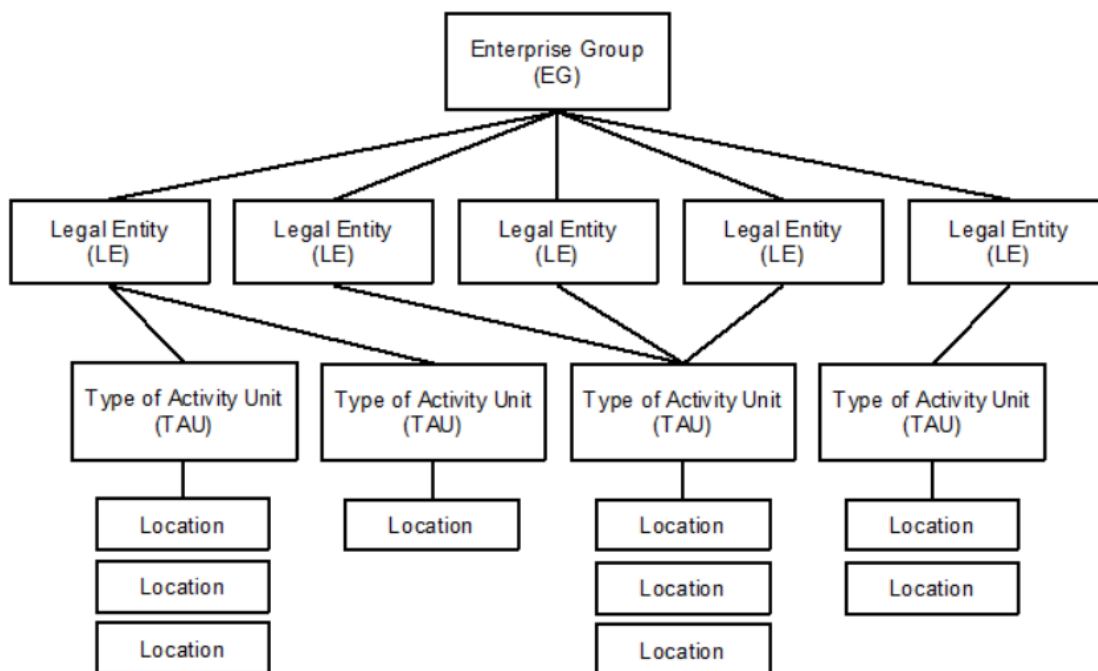 Enterprise Group
(EG)
Legal Entity
(LE)
Legal Entity
(LE)
Legal Entity
(LE)
Legal Entity
(LE)
Legal Entity
(LE)
Type of Activity Unit
(TAU)
Type of Activity Unit
(TAU)
Type of Activity Unit
(TAU)
Type of Activity Unit
(TAU)
Location
Location
Location
Location
Location
Location
Location
Location
Location